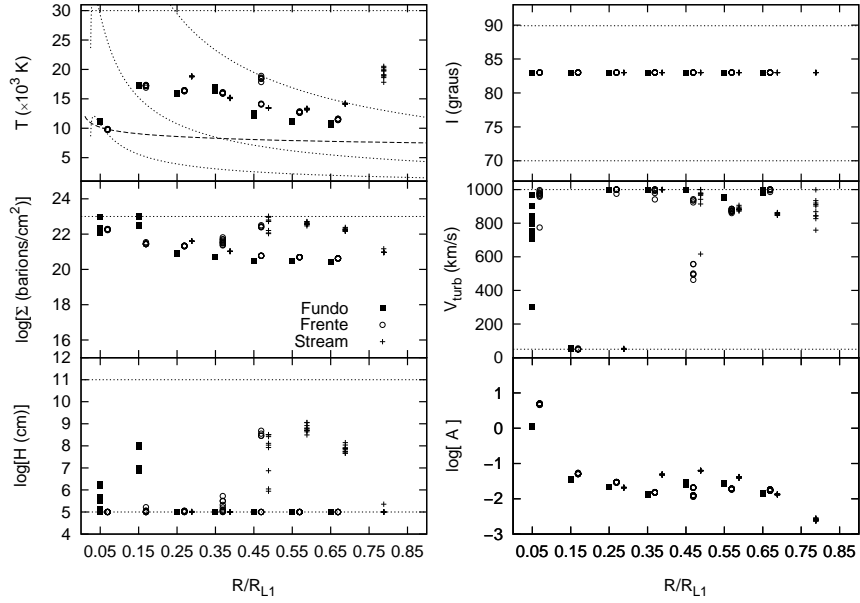 T (×10³ K)
30
25
20
15
10
5
I (graus)
90
85
80
75
70
log[Σ (barions/cm²)]
24
22
20
18
16
14
12
Fundo
Frente
Stream
V_turb (km/s)
1000
800
600
400
200
0
log[H (cm)]
11
10
9
8
7
6
5
4
log[ A ]
1
0
−1
−2
−3
0.05 0.15 0.25 0.35 0.45 0.55 0.65 0.75 0.85
R/R_L1
0.05 0.15 0.25 0.35 0.45 0.55 0.65 0.75 0.85
R/R_L1